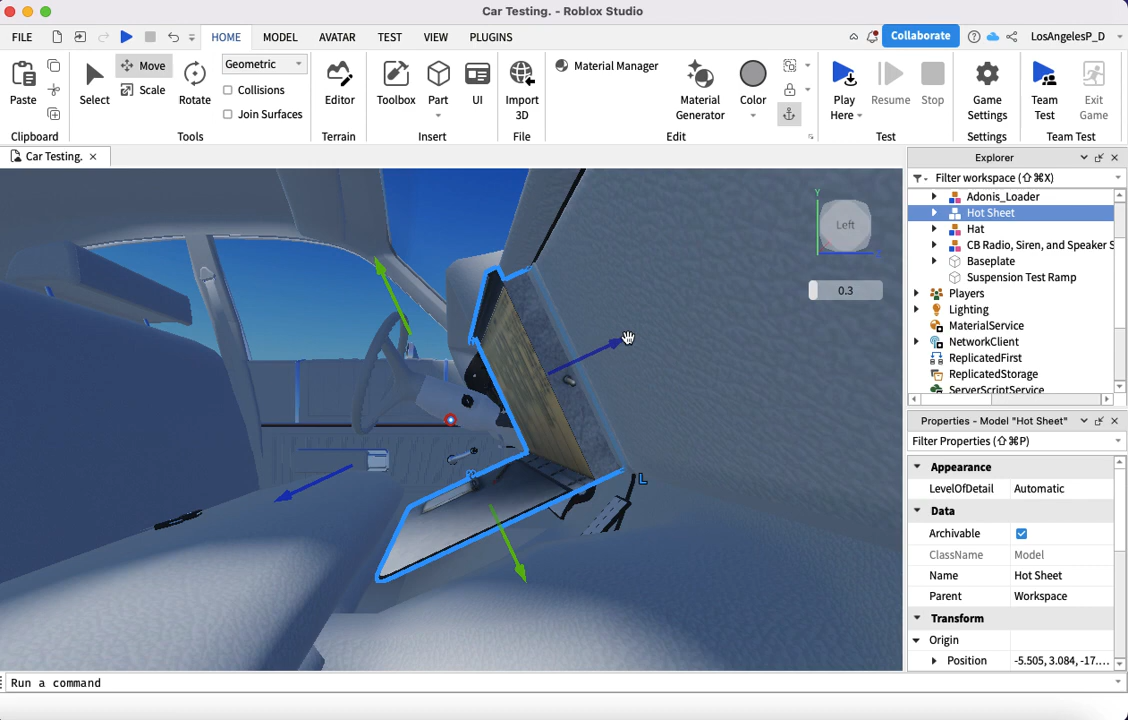 Car Testing. - Roblox Studio
FILE
HOME
MODEL
AVATAR
TEST
VIEW
PLUGINS
Collaborate
LosAngelesP_D
Paste
Clipboard
Select
Move
Scale
Rotate
Geometric
Collisions
Join Surfaces
Tools
Editor
Terrain
Toolbox
Part
UI
Insert
Import
3D
File
Material Manager
Material
Generator
Color
Edit
Play
Here
Resume
Stop
Test
Game
Settings
Settings
Team
Test
Exit
Game
Team Test
Car Testing.
Y
Left
0.3
L
Explorer
Filter workspace (⇧⌘X)
Adonis_Loader
Hot Sheet
Hat
CB Radio, Siren, and Speaker S
Baseplate
Suspension Test Ramp
Players
Lighting
MaterialService
NetworkClient
ReplicatedFirst
ReplicatedStorage
ServerScriptService
Properties - Model "Hot Sheet"
Filter Properties (⇧⌘P)
Appearance
LevelOfDetail Automatic
Data
Archivable
ClassName Model
Name Hot Sheet
Parent Workspace
Transform
Origin
Position -5.505, 3.084, -17....
Run a command